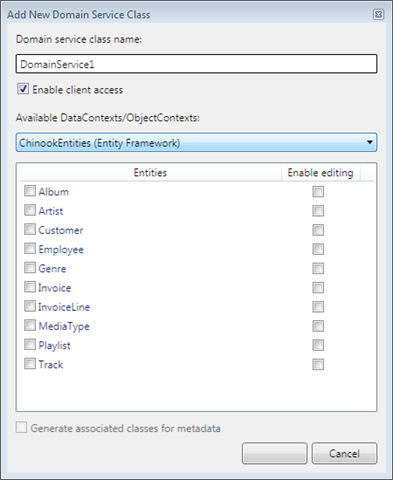 Add New Domain Service Class
Domain service class name:
DomainService1
Enable client access
Available DataContexts/ObjectContexts:
ChinookEntities (Entity Framework)
Entities Enable editing
Album
Artist
Customer
Employee
Genre
Invoice
InvoiceLine
MediaType
Playlist
Track
Generate associated classes for metadata
Cancel